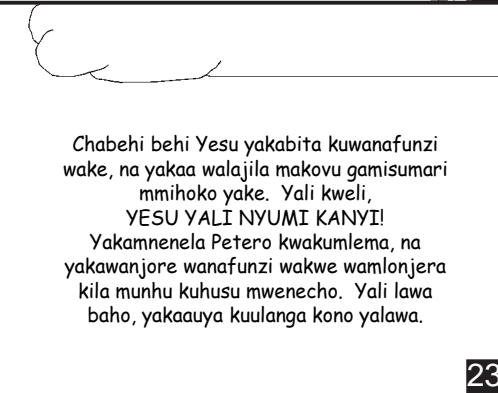 Chabehi behi Yesu yakabita kuwanafunzi
wake, na yakaa walajila makovu gamisumari
mmihoko yake. Yali kweli,
YESU YALI NYUMI KANYI!
Yakamnenela Petero kwakumlema, na
yakawanjore wanafunzi wakwe wamlonjera
kila munhu kuhusu mwenecho. Yali lawa
baho, yakaauya kuulanga kono yalawa.
23